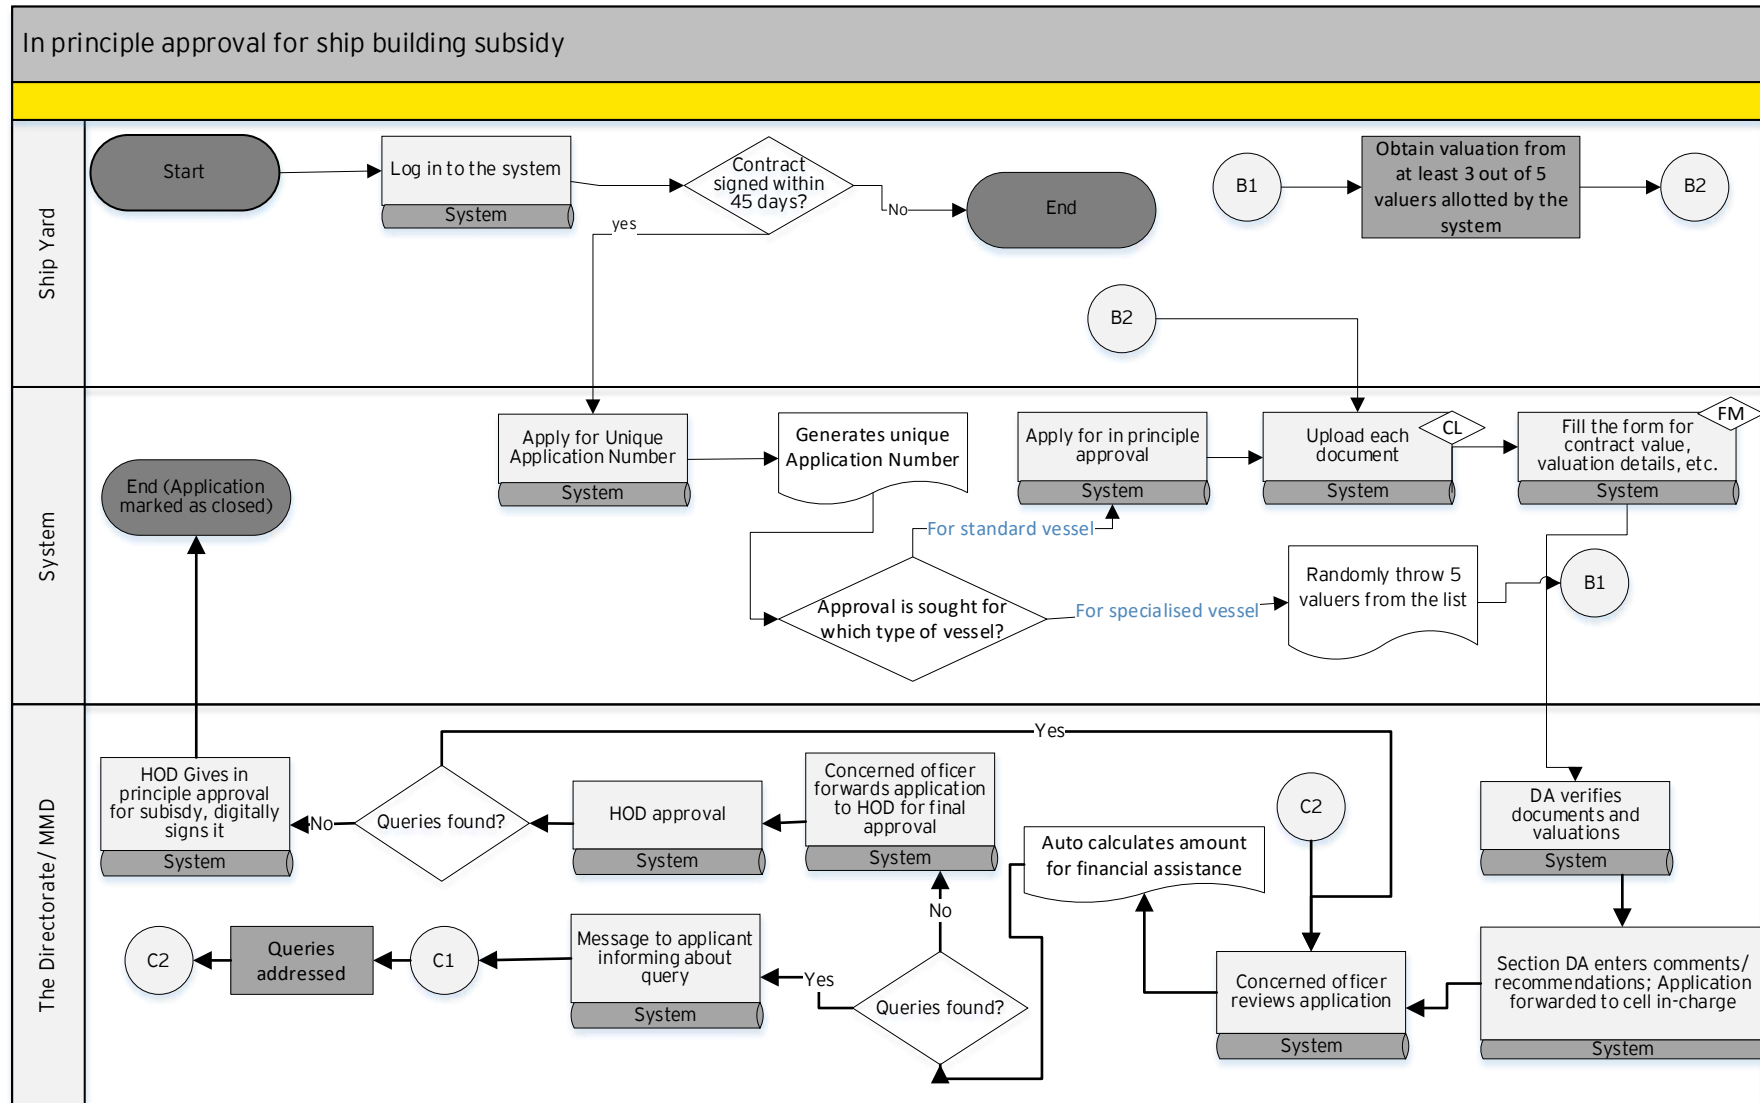 In principle approval for ship building subsidy
Ship Yard
Start
Log in to the system
System
Contract
signed within
45 days?
No
yes
End
B1
Obtain valuation from
at least 3 out of 5
valuers allotted by the
system
B2
B2
System
End (Application
marked as closed)
Apply for Unique
Application Number
System
Generates unique
Application Number
Apply for in principle
approval
System
Upload each
document
CL
System
Fill the form for
contract value,
valuation details, etc.
FM
System
For standard vessel
Approval is sought for
which type of vessel?
For specialised vessel
Randomly throw 5
valuers from the list
B1
The Directorate/ MMD
HOD Gives in
principle approval
for subisdy, digitally
signs it
System
No
Queries found?
Yes
HOD approval
System
Concerned officer
forwards application
to HOD for final
approval
System
Auto calculates amount
for financial assistance
C2
DA verifies
documents and
valuations
System
C2
Queries
addressed
C1
Message to applicant
informing about
query
System
Yes
No
Queries found?
Concerned officer
reviews application
System
Section DA enters comments/
recommendations; Application
forwarded to cell in-charge
System